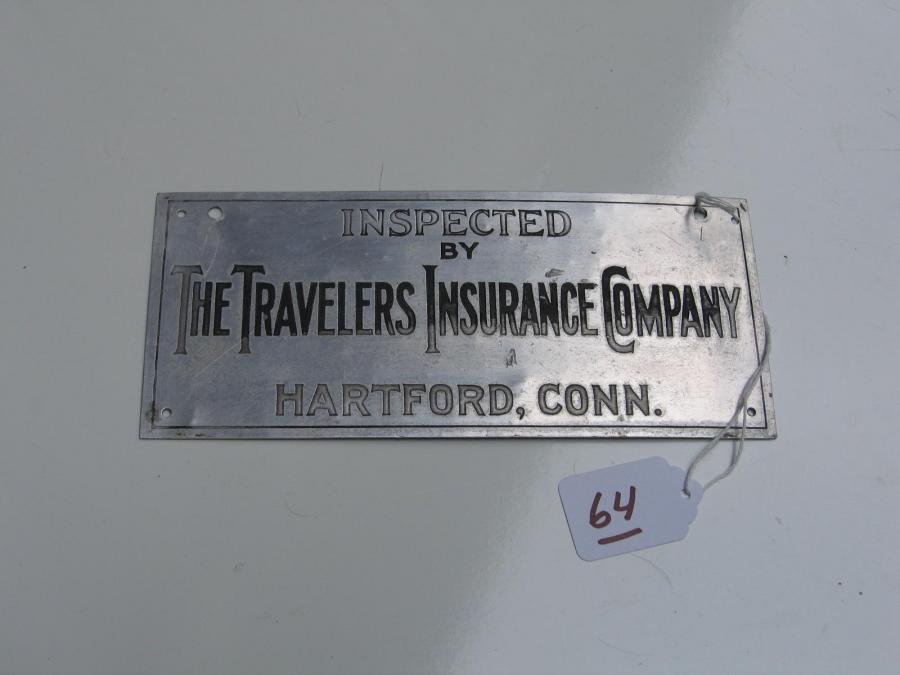 INSPECTED
BY
THE TRAVELERS INSURANCE COMPANY
HARTFORD, CONN.
64